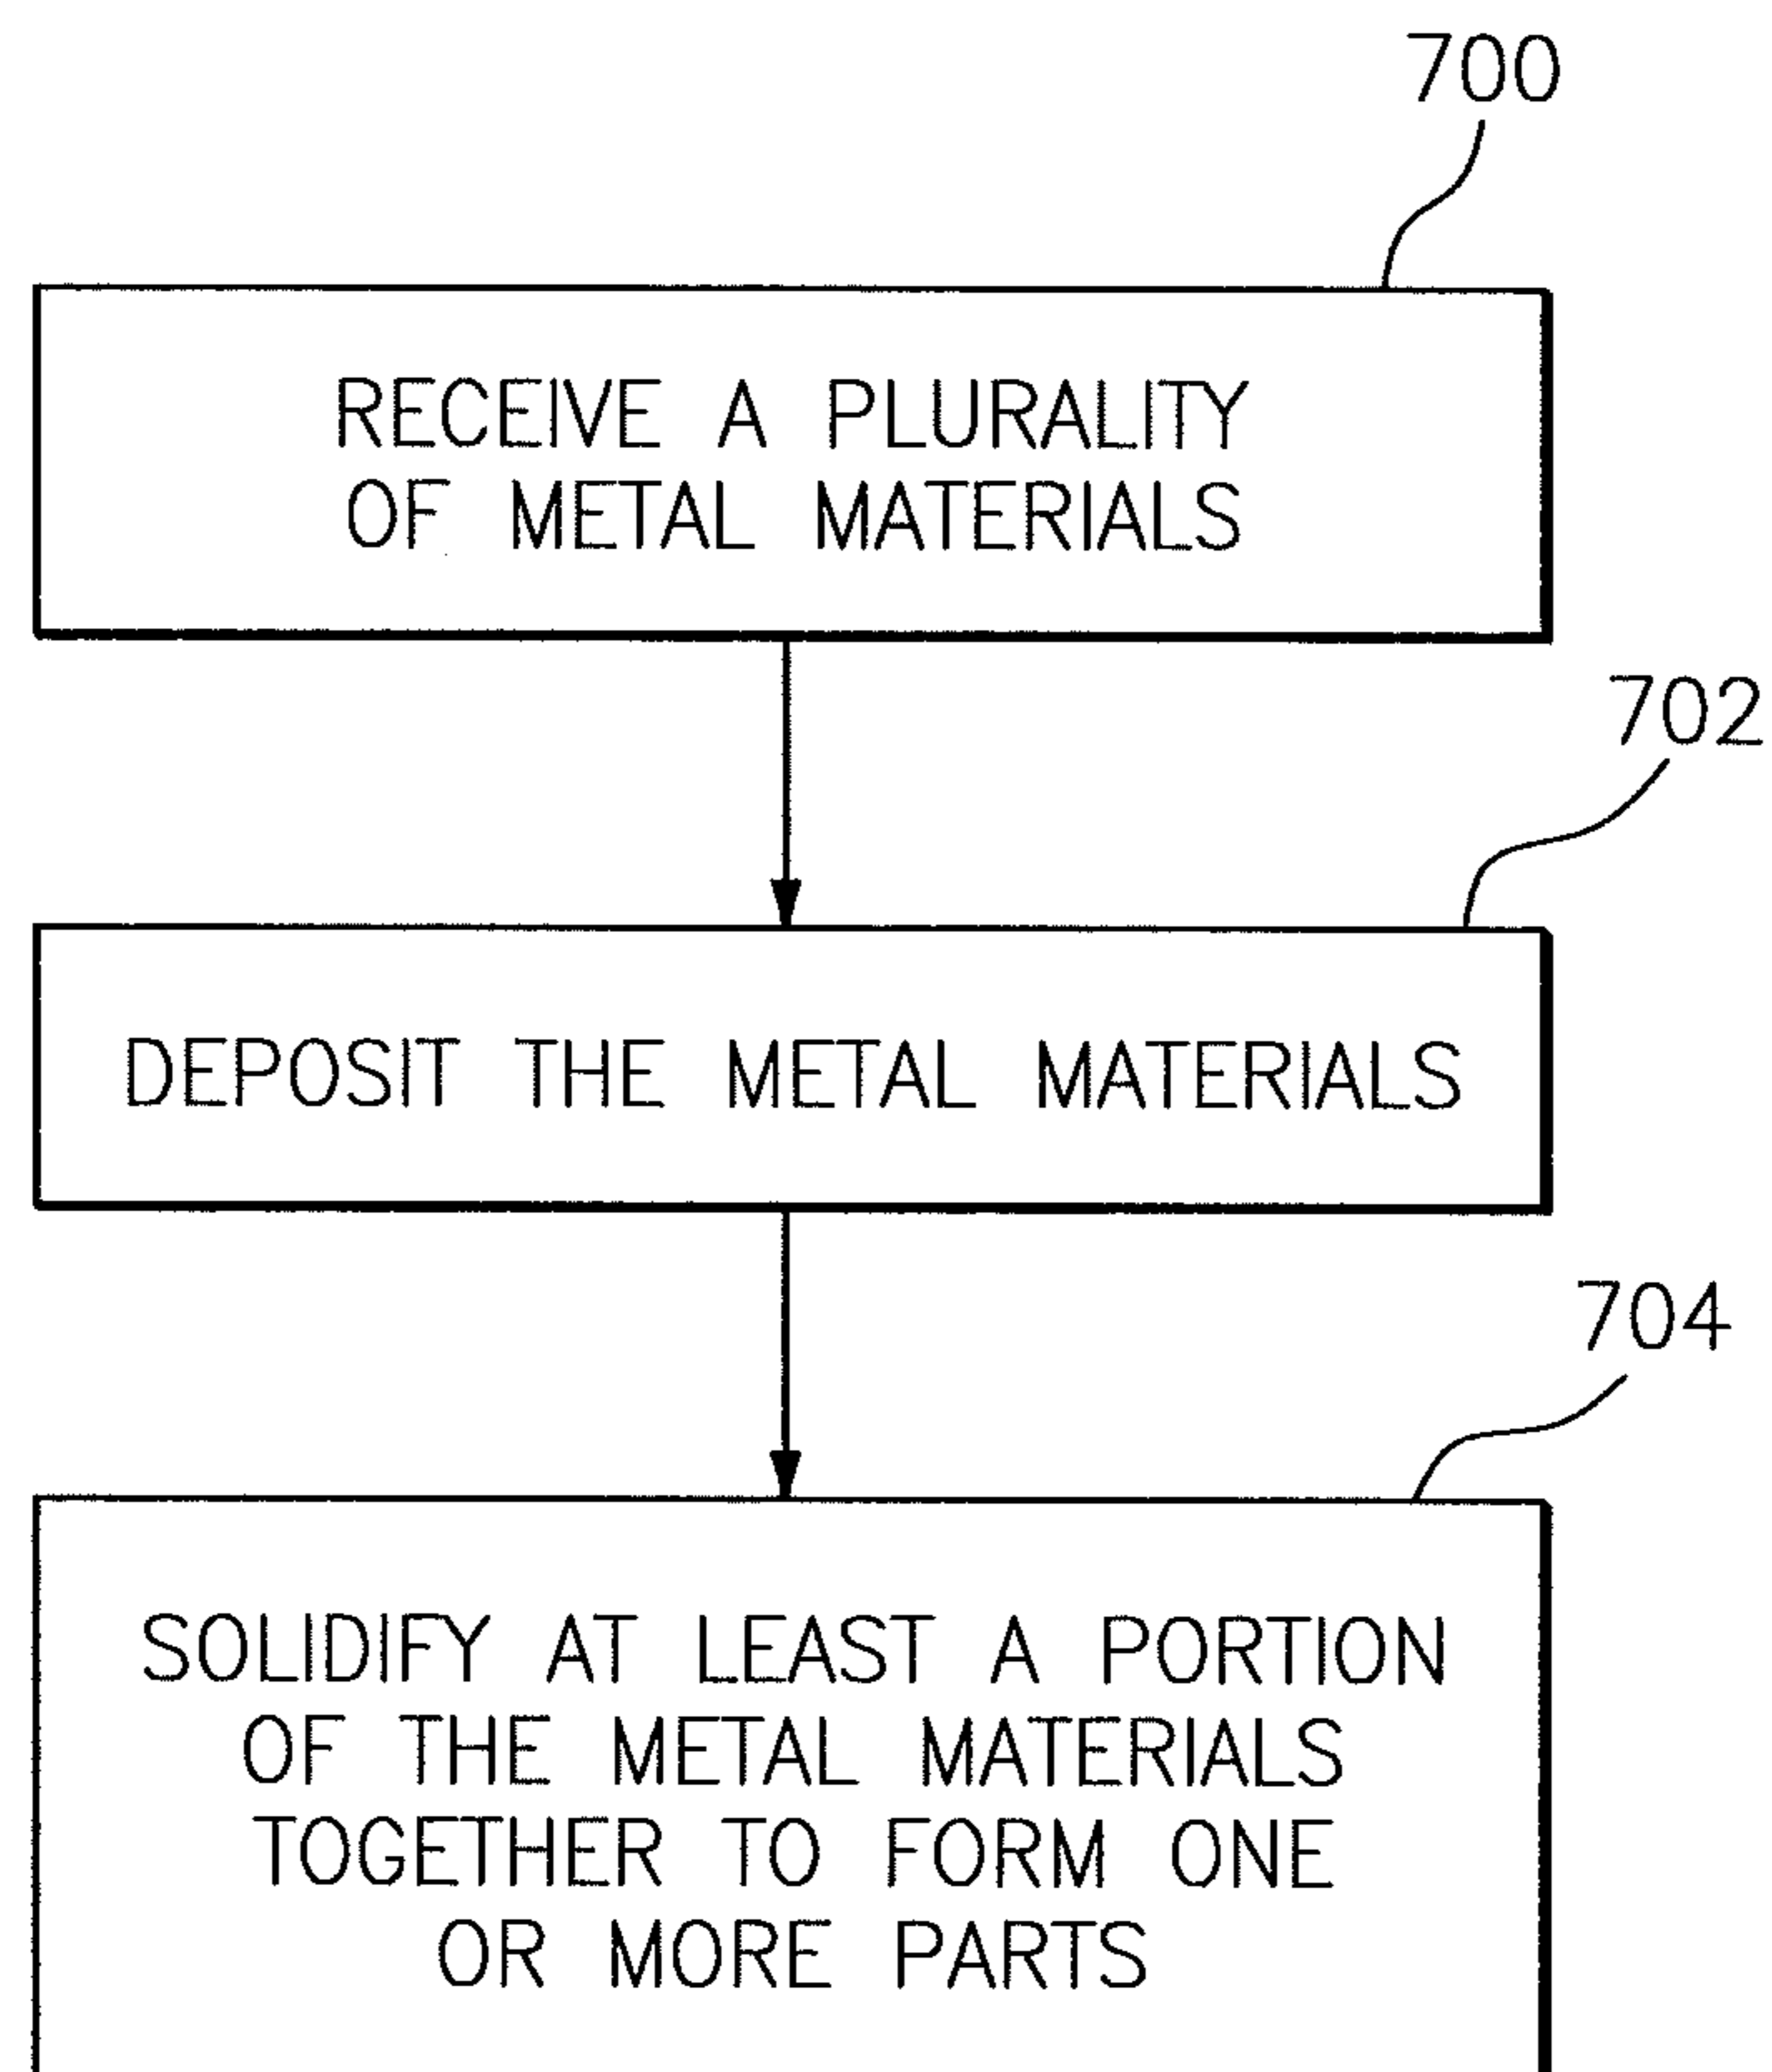 700
RECEIVE A PLURALITY
OF METAL MATERIALS
702
DEPOSIT THE METAL MATERIALS
704
SOLIDIFY AT LEAST A PORTION
OF THE METAL MATERIALS
TOGETHER TO FORM ONE
OR MORE PARTS